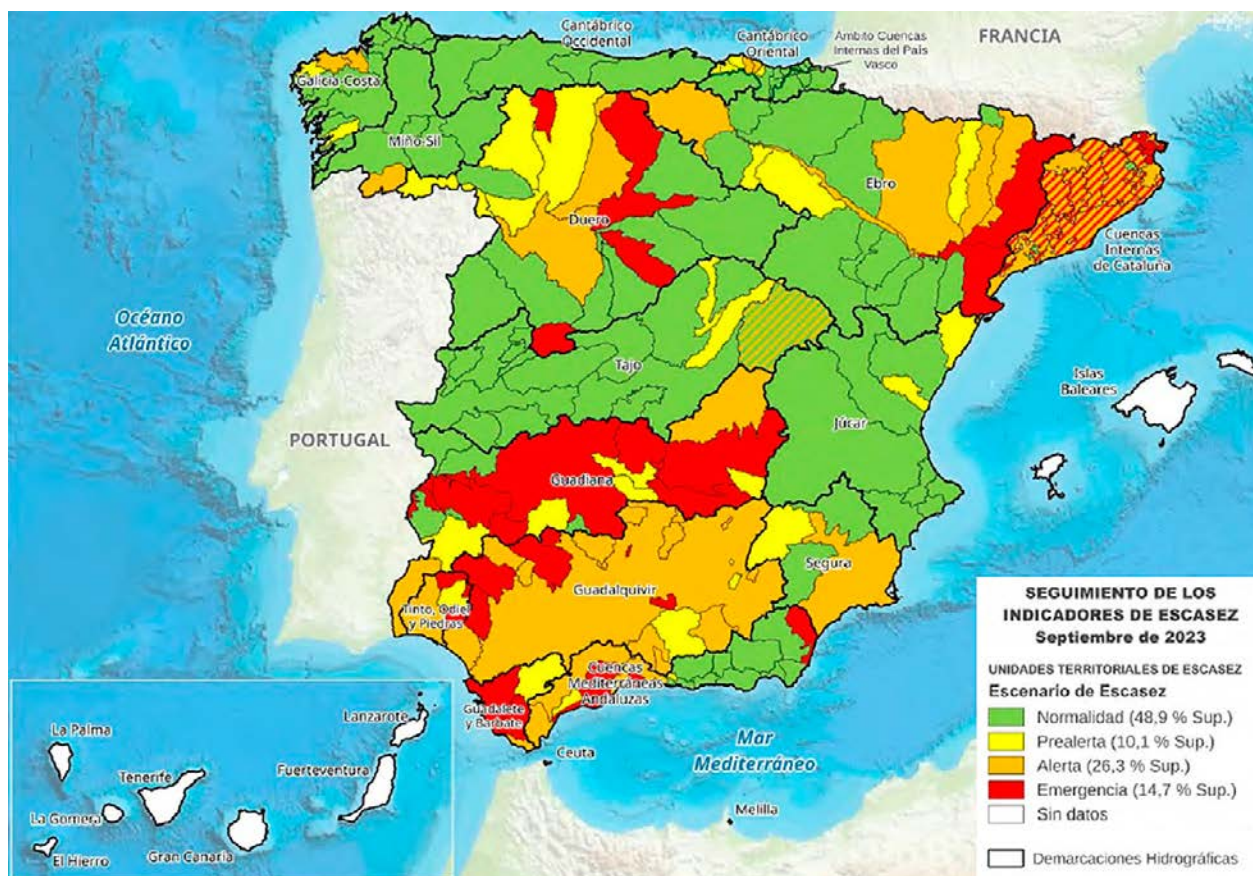 Cantábrico
Occidental
Cantábrico
Oriental
Ámbito Cuencas
Internas del País
Vasco
FRANCIA
Galicia-Costa
Miño-Sil
Duero
Ebro
Cuencas
Internas
de Cataluña
Océano
Atlántico
Tajo
Islas
Baleares
PORTUGAL
Júcar
Guadiana
Segura
Guadalquivir
Tinto, Odiel
y Piedras
Cuencas
Mediterráneas
Andaluzas
Guadalete
y Barbate
Ceuta
Mar
Mediterráneo
Melilla
La Palma
Lanzarote
Tenerife
Fuerteventura
La Gomera
El Hierro
Gran Canaria
SEGUIMIENTO DE LOS
INDICADORES DE ESCASEZ
Septiembre de 2023
UNIDADES TERRITORIALES DE ESCASEZ
Escenario de Escasez
Normalidad (48,9 % Sup.)
Prealerta (10,1 % Sup.)
Alerta (26,3 % Sup.)
Emergencia (14,7 % Sup.)
Sin datos
Demarcaciones Hidrográficas